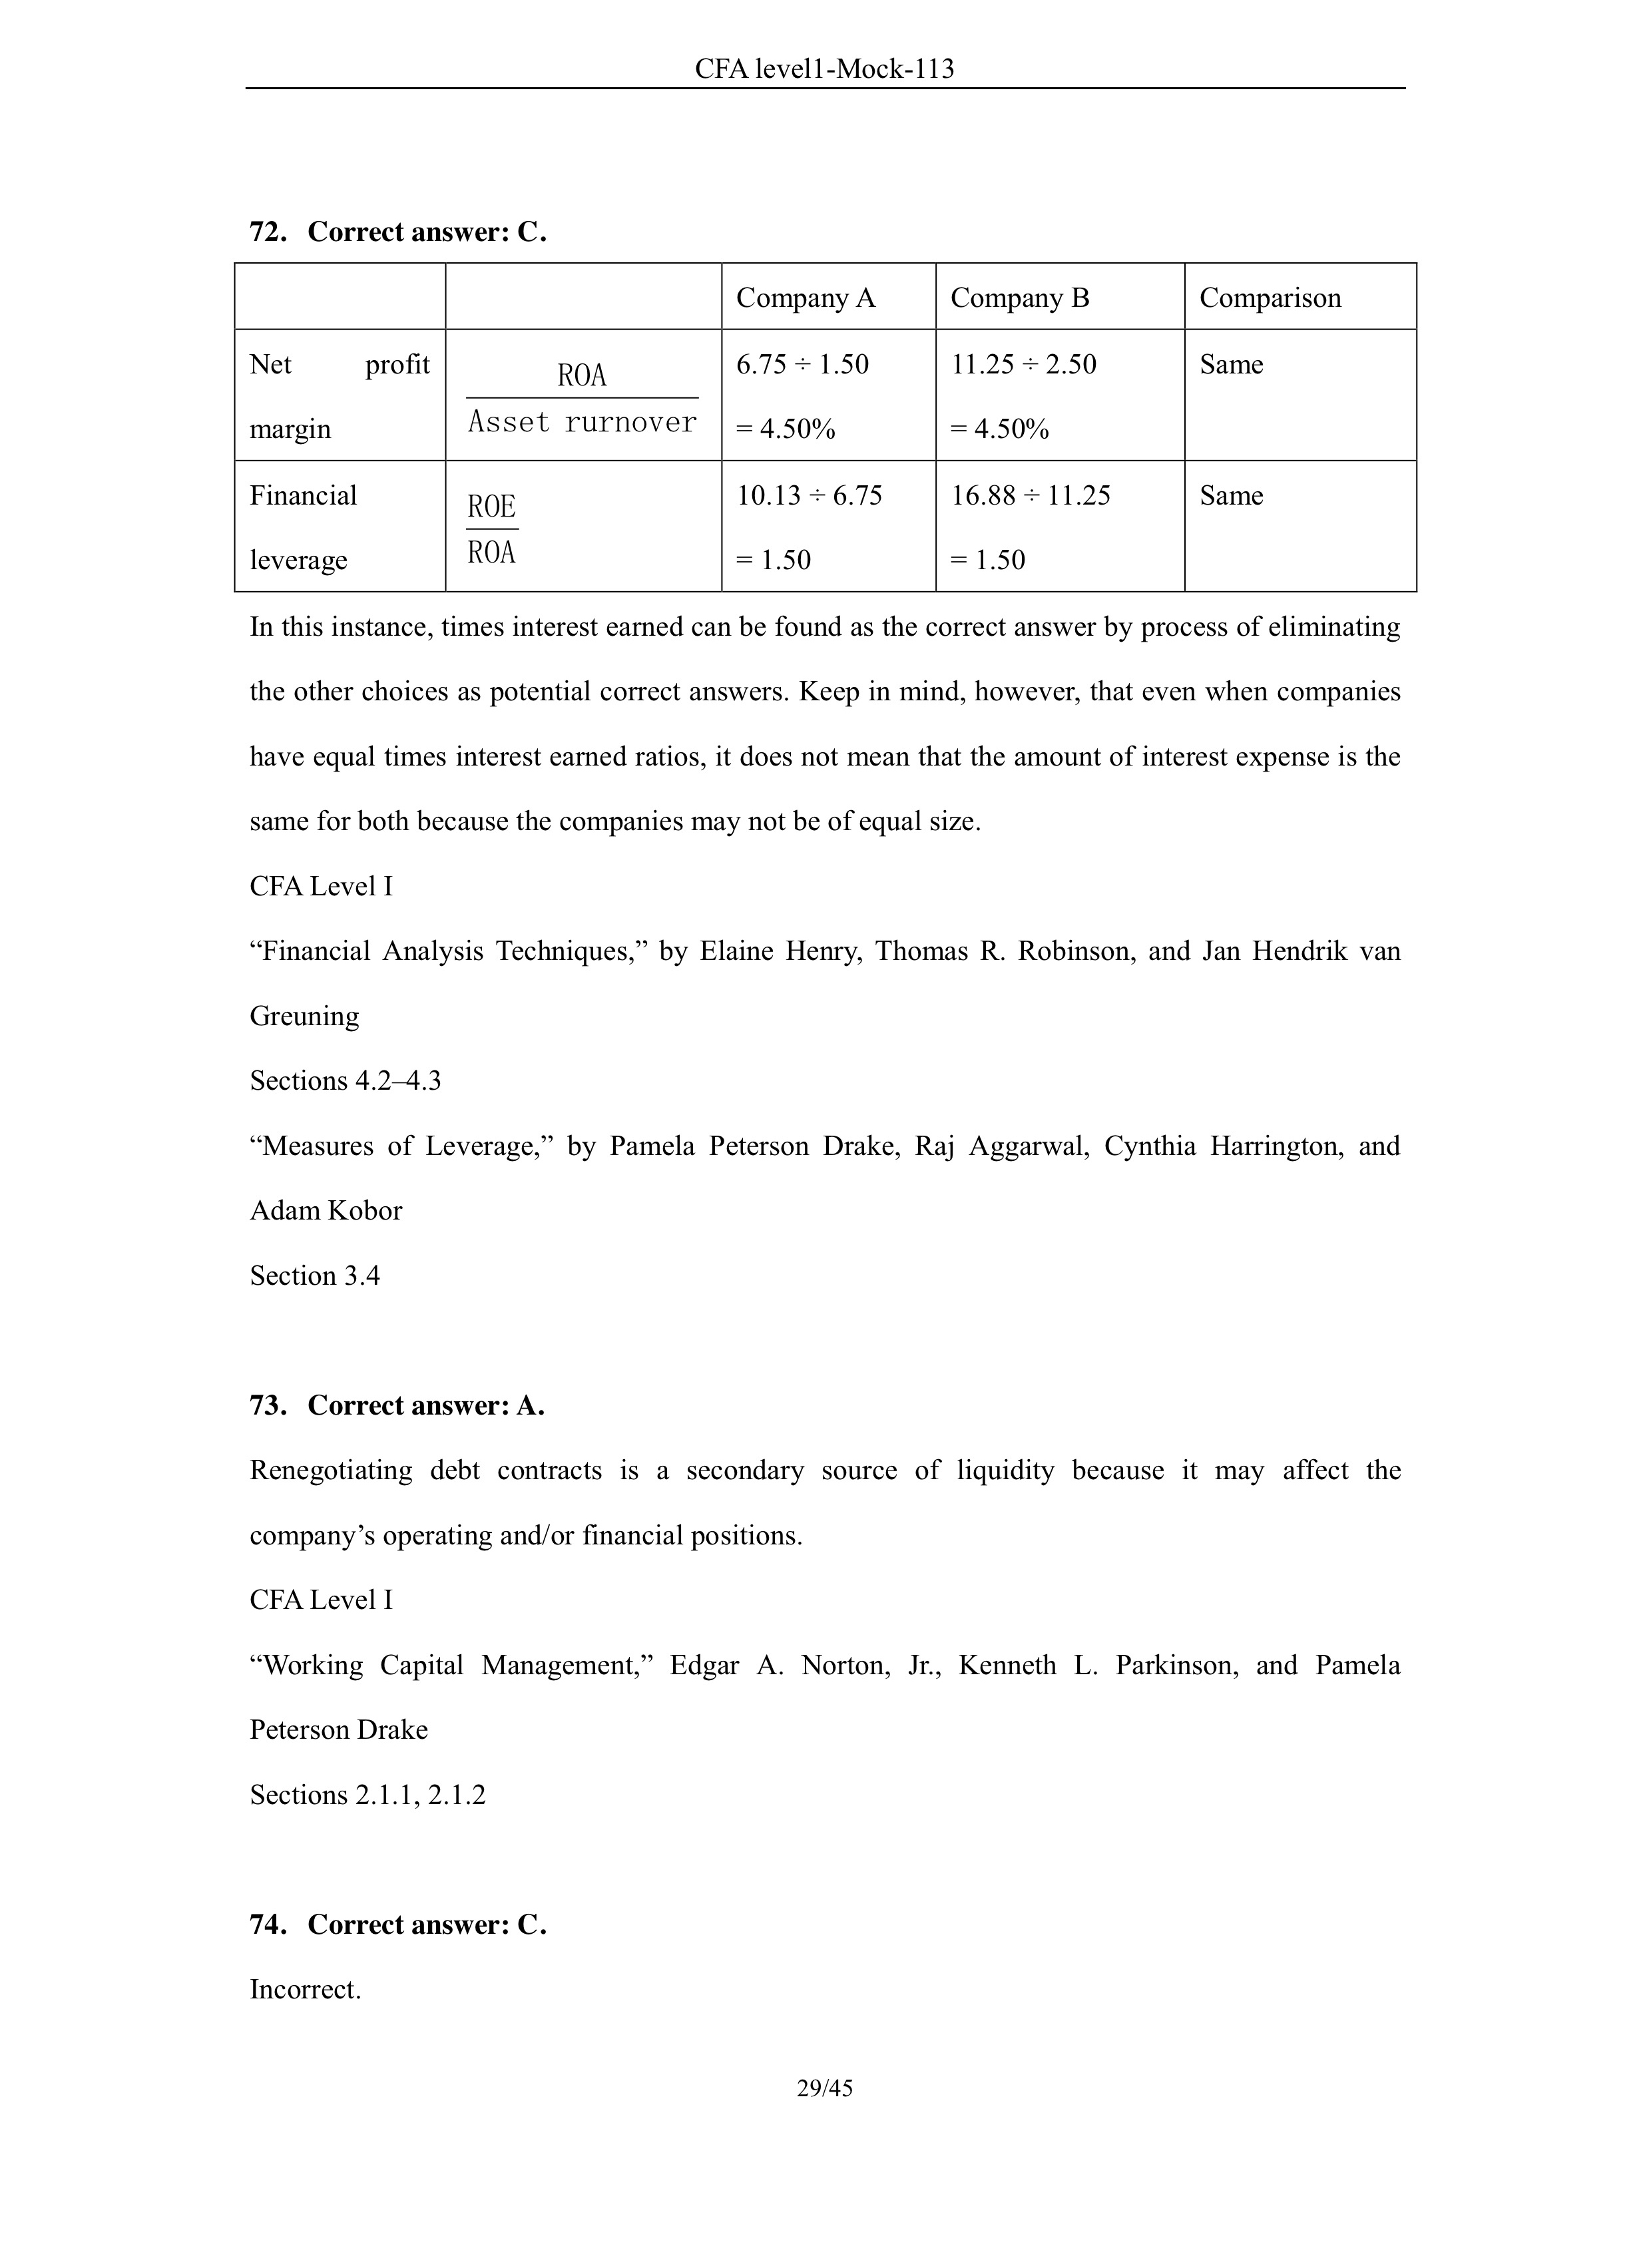 CFA level1-Mock-113
72. Correct answer: C.
Company A Company B Comparison
Net profit margin ROA / Asset rurnover 6.75 ÷ 1.50 = 4.50% 11.25 ÷ 2.50 = 4.50% Same
Financial leverage ROE / ROA 10.13 ÷ 6.75 = 1.50 16.88 ÷ 11.25 = 1.50 Same
In this instance, times interest earned can be found as the correct answer by process of eliminating
the other choices as potential correct answers. Keep in mind, however, that even when companies
have equal times interest earned ratios, it does not mean that the amount of interest expense is the
same for both because the companies may not be of equal size.
CFA Level I
“Financial Analysis Techniques,” by Elaine Henry, Thomas R. Robinson, and Jan Hendrik van
Greuning
Sections 4.2–4.3
“Measures of Leverage,” by Pamela Peterson Drake, Raj Aggarwal, Cynthia Harrington, and
Adam Kobor
Section 3.4
73. Correct answer: A.
Renegotiating debt contracts is a secondary source of liquidity because it may affect the
company’s operating and/or financial positions.
CFA Level I
“Working Capital Management,” Edgar A. Norton, Jr., Kenneth L. Parkinson, and Pamela
Peterson Drake
Sections 2.1.1, 2.1.2
74. Correct answer: C.
Incorrect.
29/45